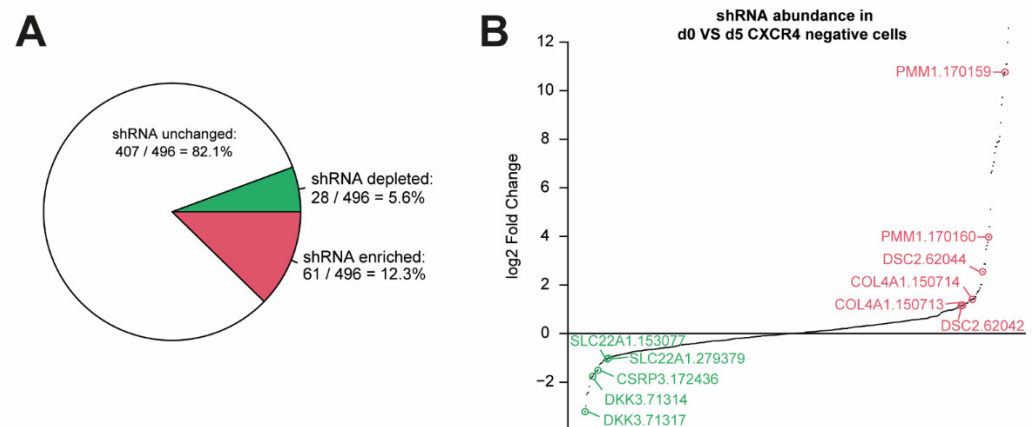 A
shRNA unchanged:
407 / 496 = 82.1%
shRNA depleted:
28 / 496 = 5.6%
shRNA enriched:
61 / 496 = 12.3%
B
shRNA abundance in
d0 VS d5 CXCR4 negative cells
log2 Fold Change
12
10
8
6
4
2
0
−2
PMM1.170159
PMM1.170160
DSC2.62044
COL4A1.150714
COL4A1.150713
DSC2.62042
SLC22A1.153077
SLC22A1.279379
CSRP3.172436
DKK3.71314
DKK3.71317